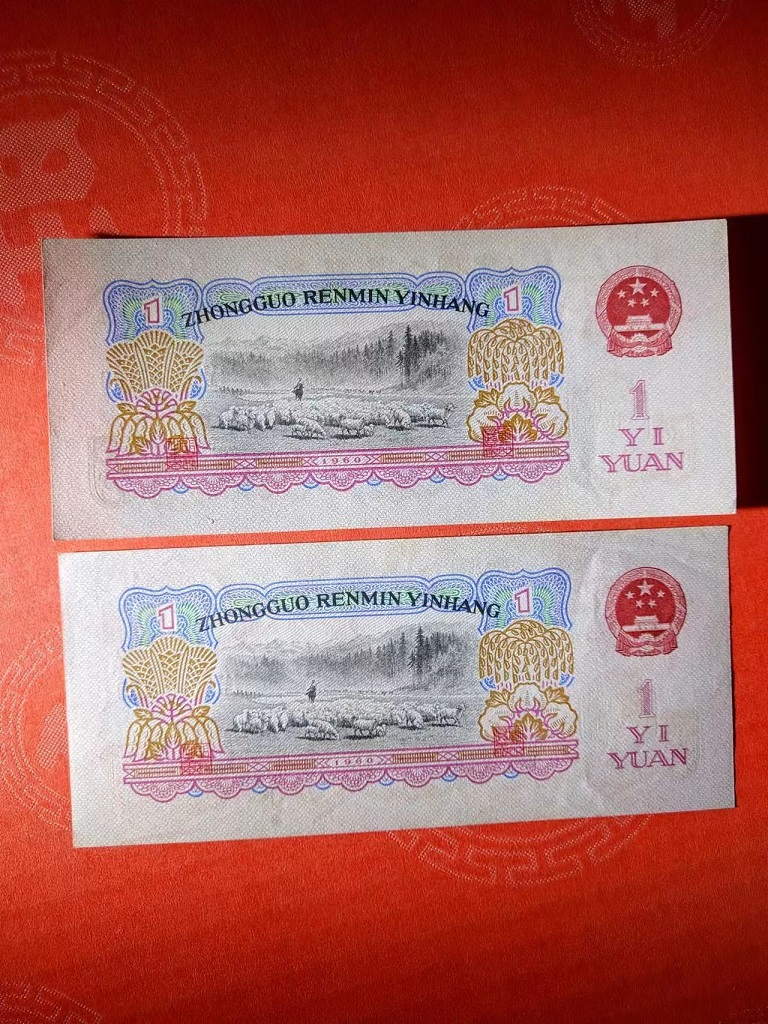 1 ZHONGGUO RENMIN YINHANG 1
1960
1
YI
YUAN
1 ZHONGGUO RENMIN YINHANG 1
1960
1
YI
YUAN